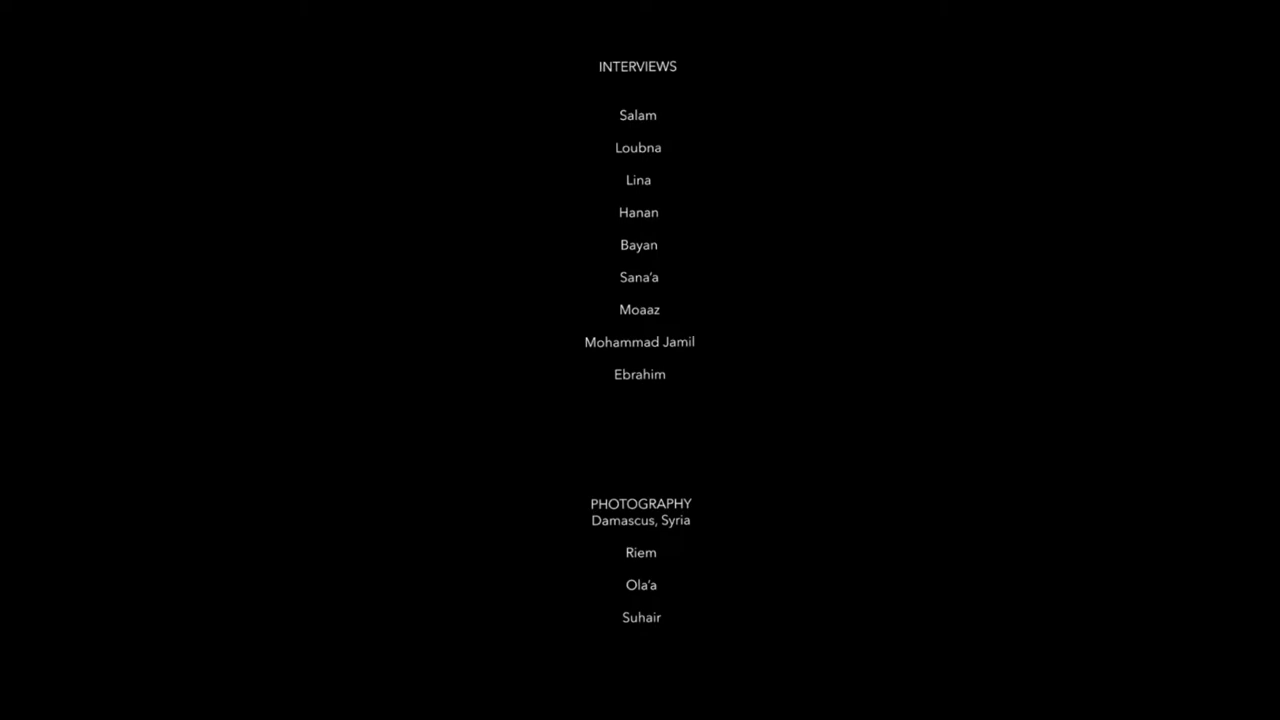 INTERVIEWS
Salam
Loubna
Lina
Hanan
Bayan
Sana’a
Moaaz
Mohammad Jamil
Ebrahim
PHOTOGRAPHY
Damascus, Syria
Riem
Ola’a
Suhair